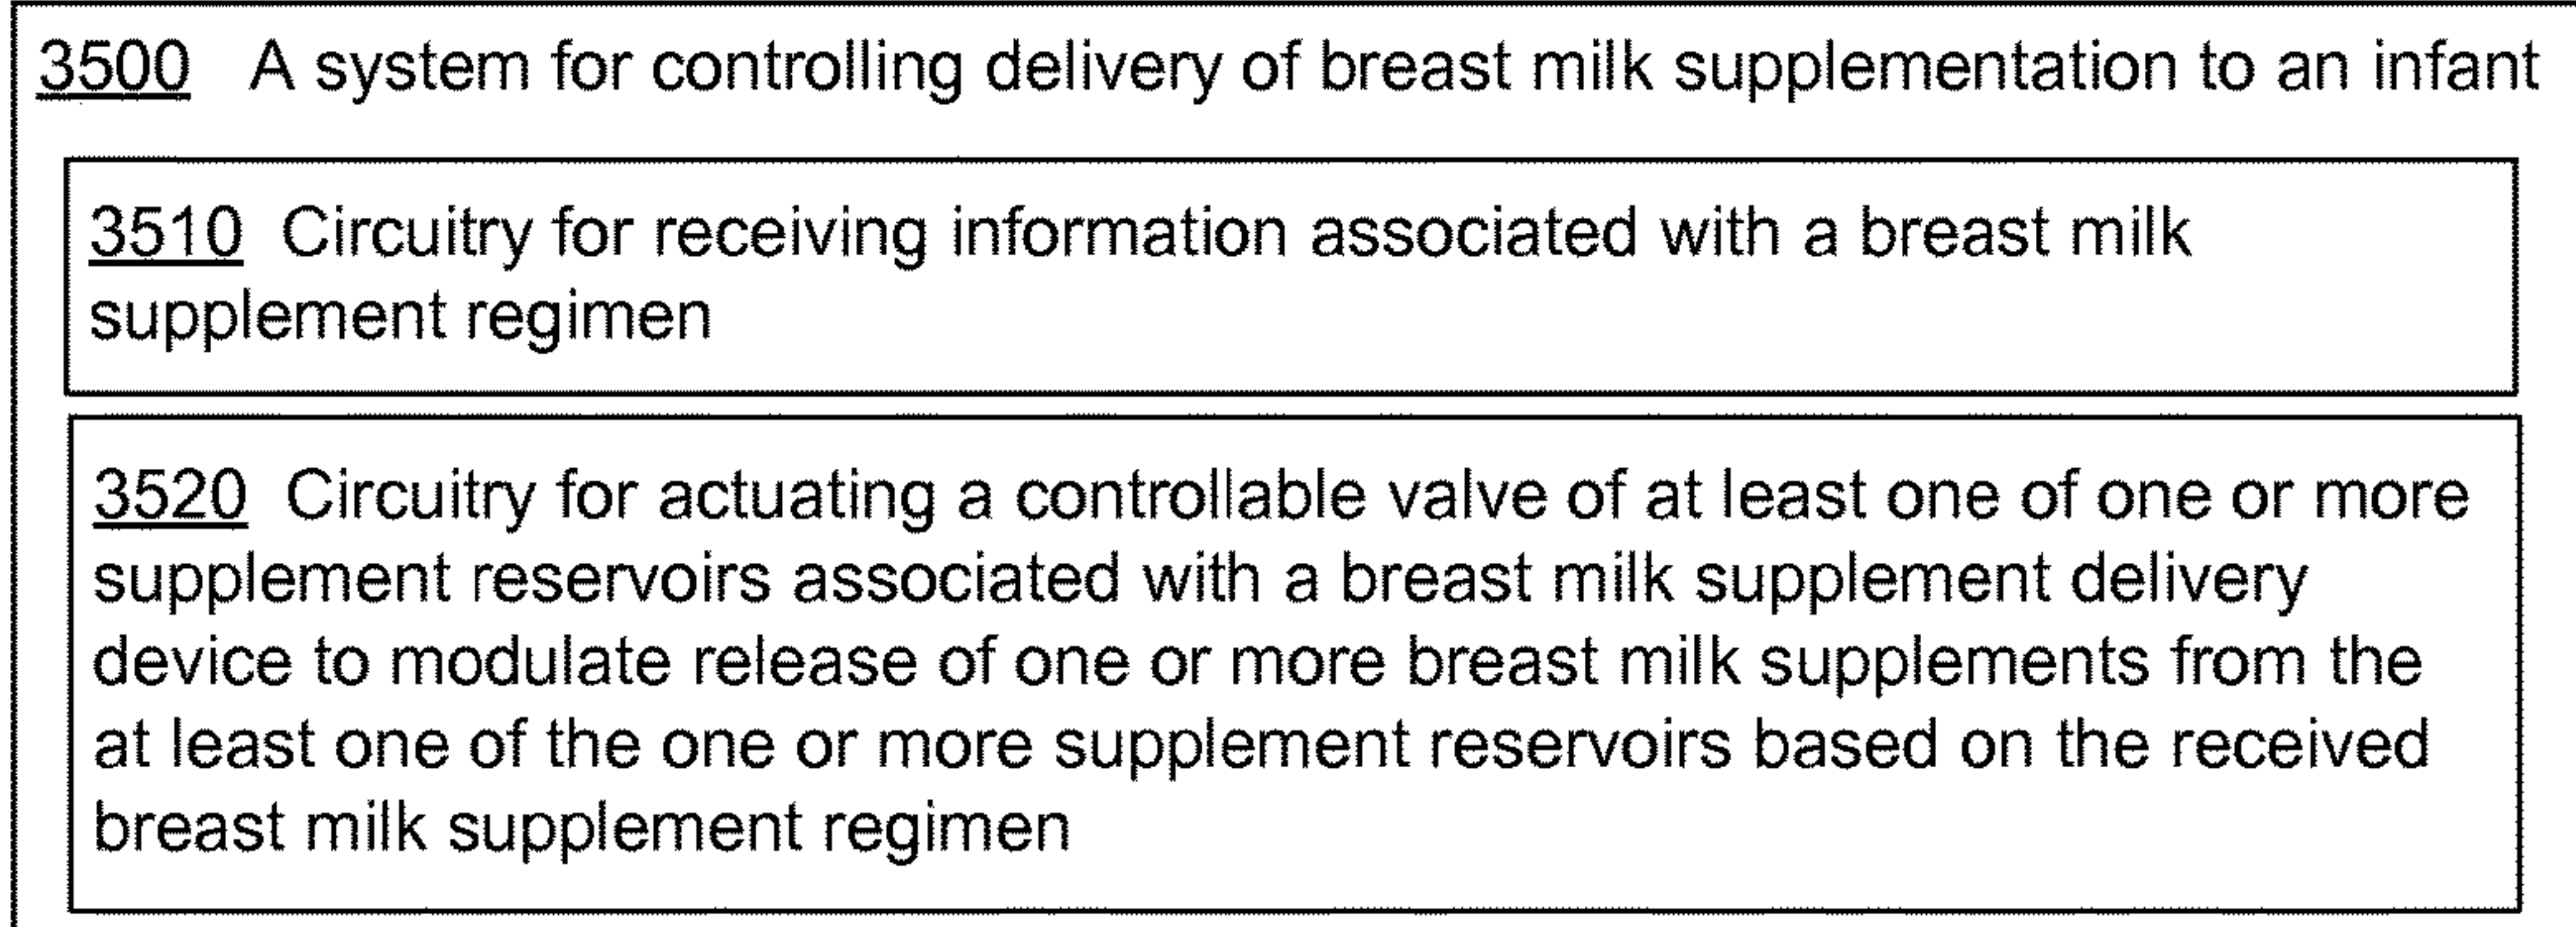 3500 A system for controlling delivery of breast milk supplementation to an infant
3510 Circuitry for receiving information associated with a breast milk
supplement regimen
3520 Circuitry for actuating a controllable valve of at least one of one or more
supplement reservoirs associated with a breast milk supplement delivery
device to modulate release of one or more breast milk supplements from the
at least one of the one or more supplement reservoirs based on the received
breast milk supplement regimen